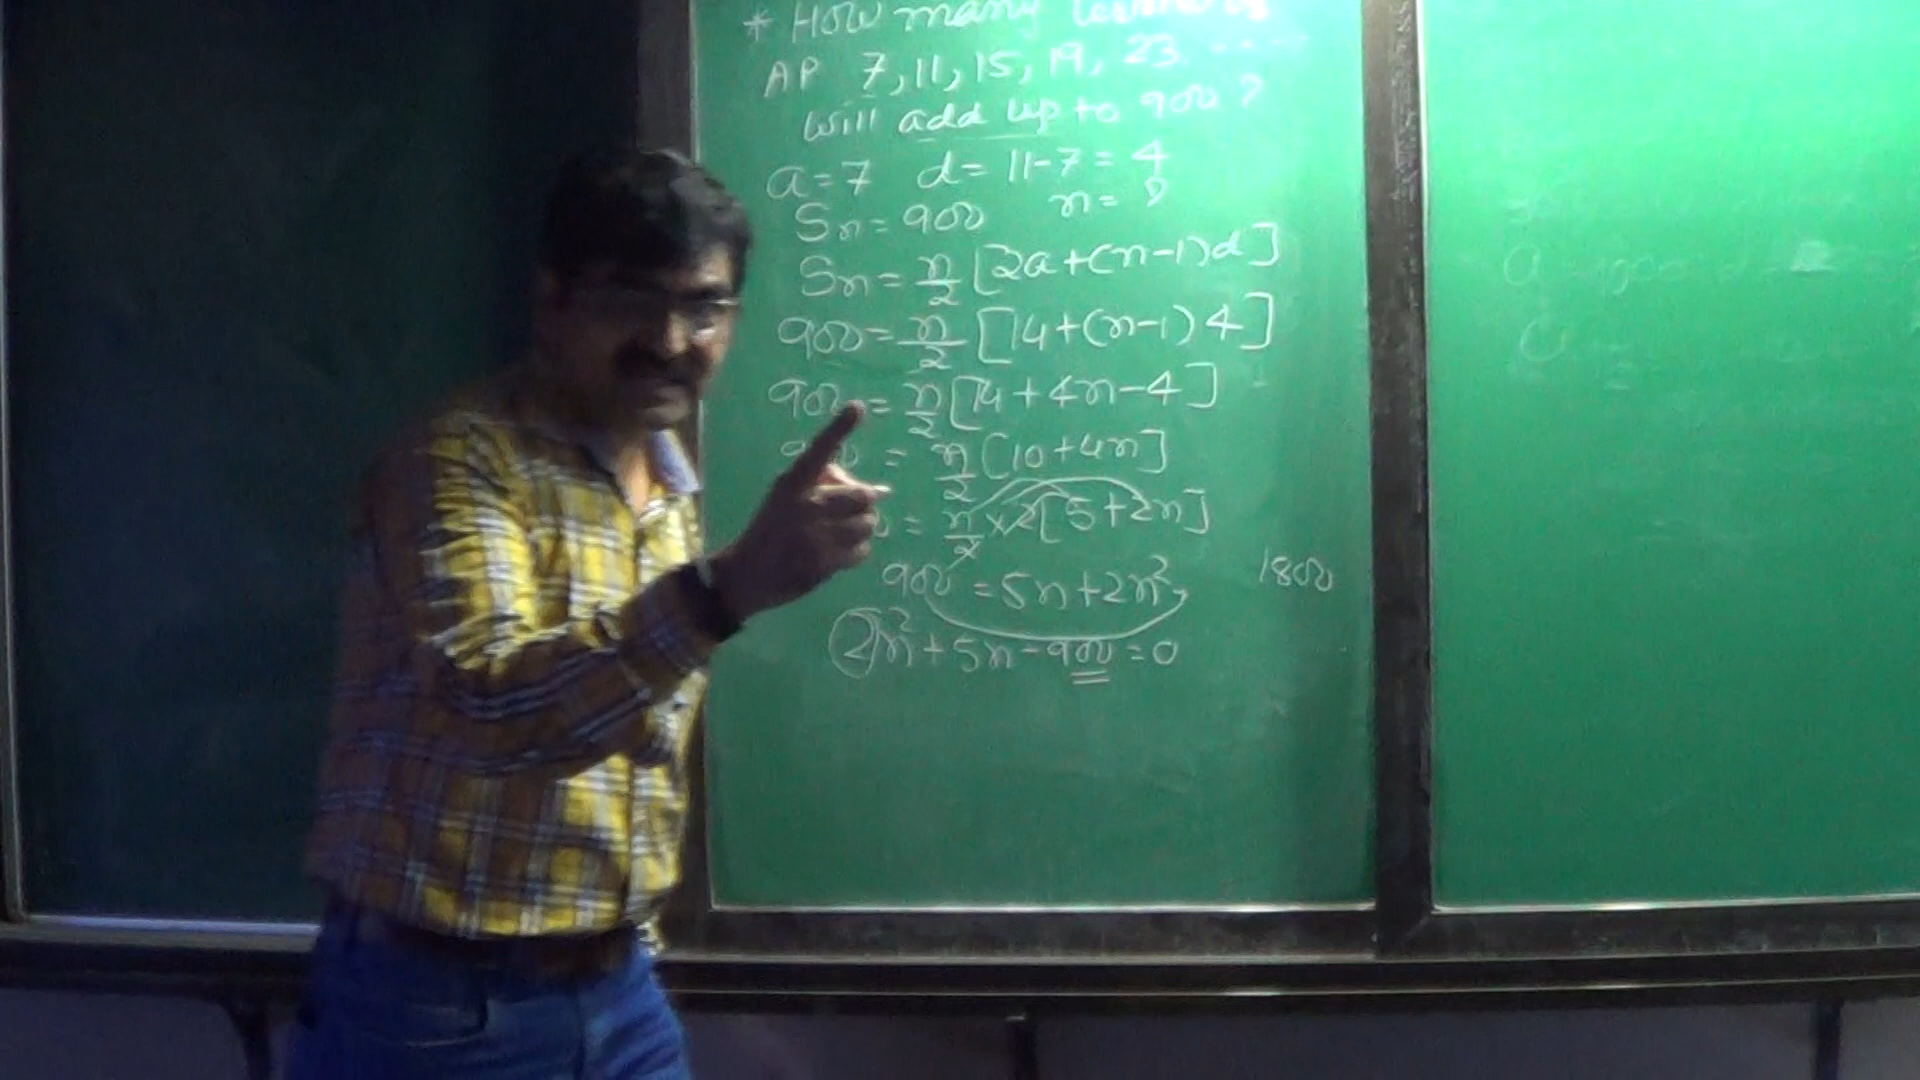 * How many
AP 7, 11, 15, 19, 23. ----
will add up to 900 ?
a = 7 d = 11-7 = 4
Sn = 900 n = ?
Sn = n/2 [2a+(n-1)d]
900 = n/2 [14+(n-1)4]
900 = n/2 [14+4n-4]
= n/2 [10+4n]
= n/2 × 2[5+2n]
900 = 5n+2n² 1800
2n²+5n-900=0